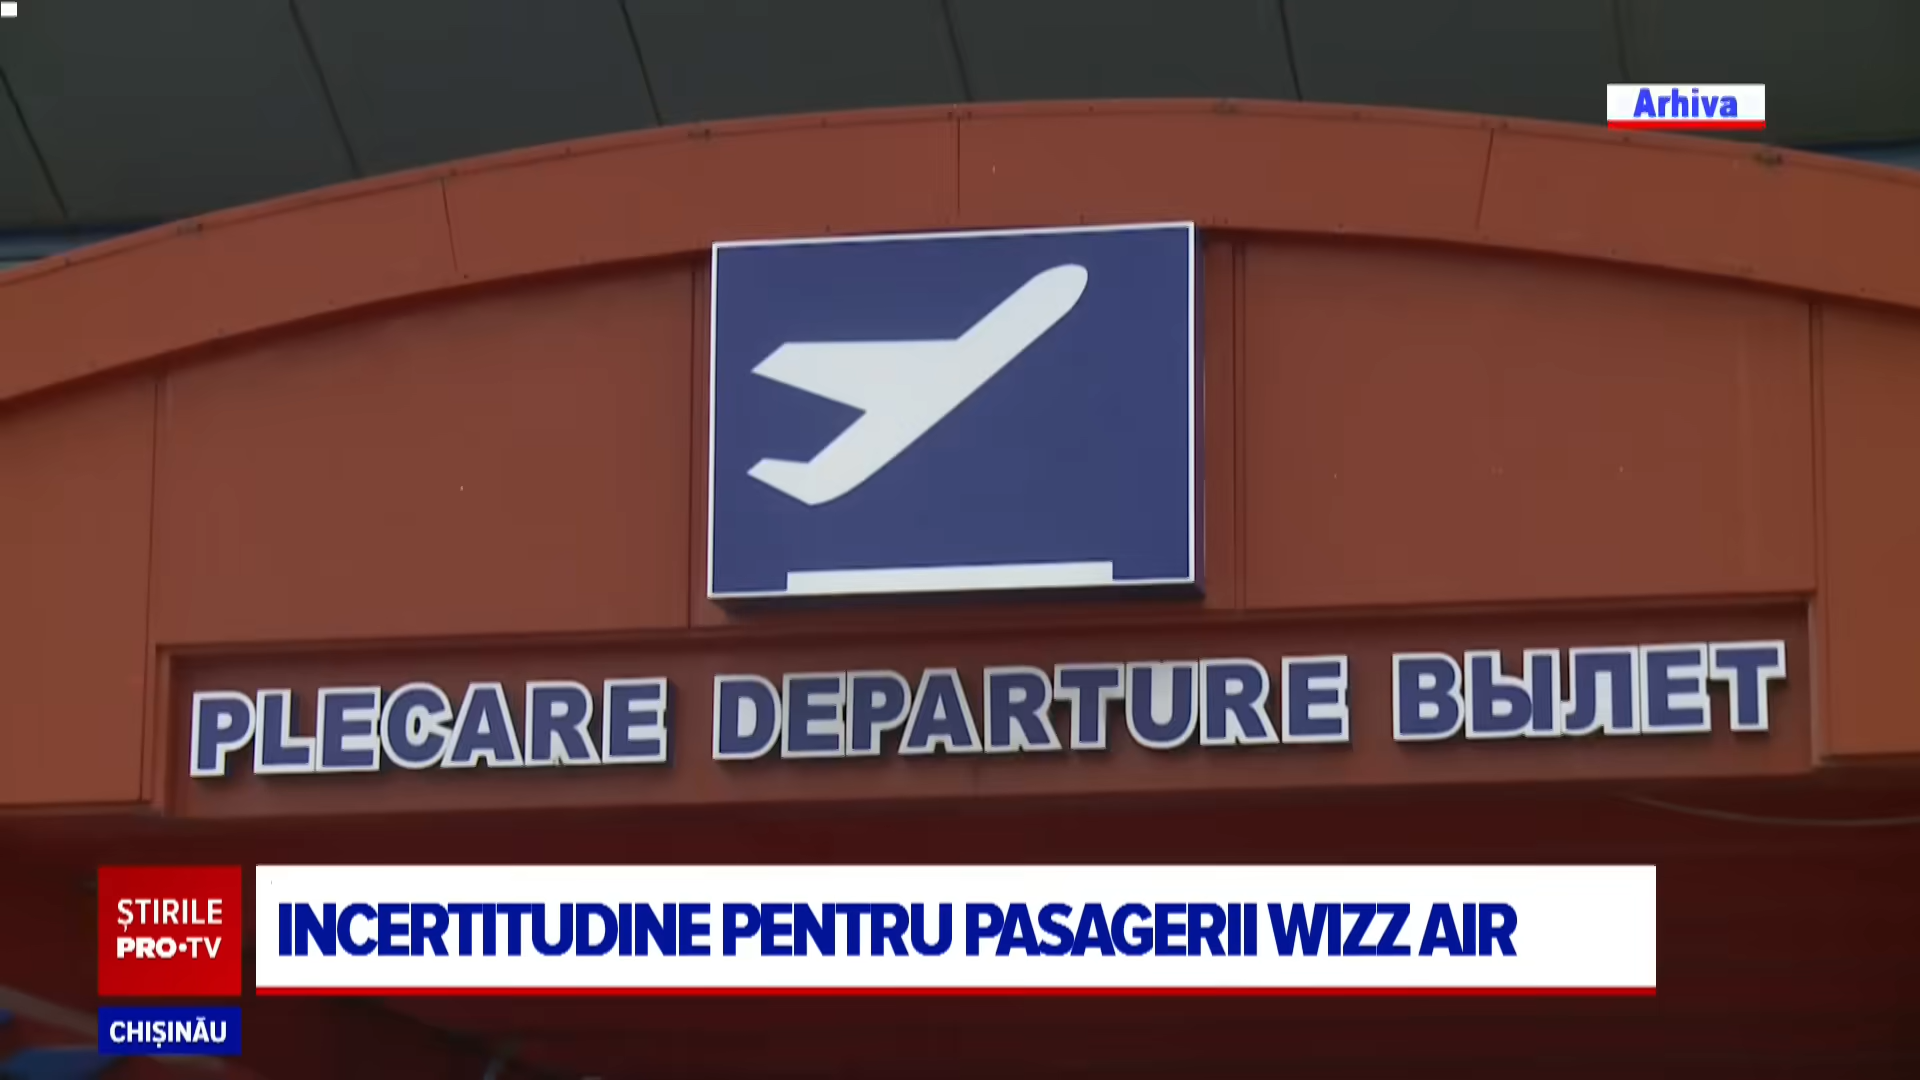 Arhiva
PLECARE DEPARTURE ВЫЛЕТ
ȘTIRILE
PRO•TV
INCERTITUDINE PENTRU PASAGERII WIZZ AIR
CHIȘINĂU